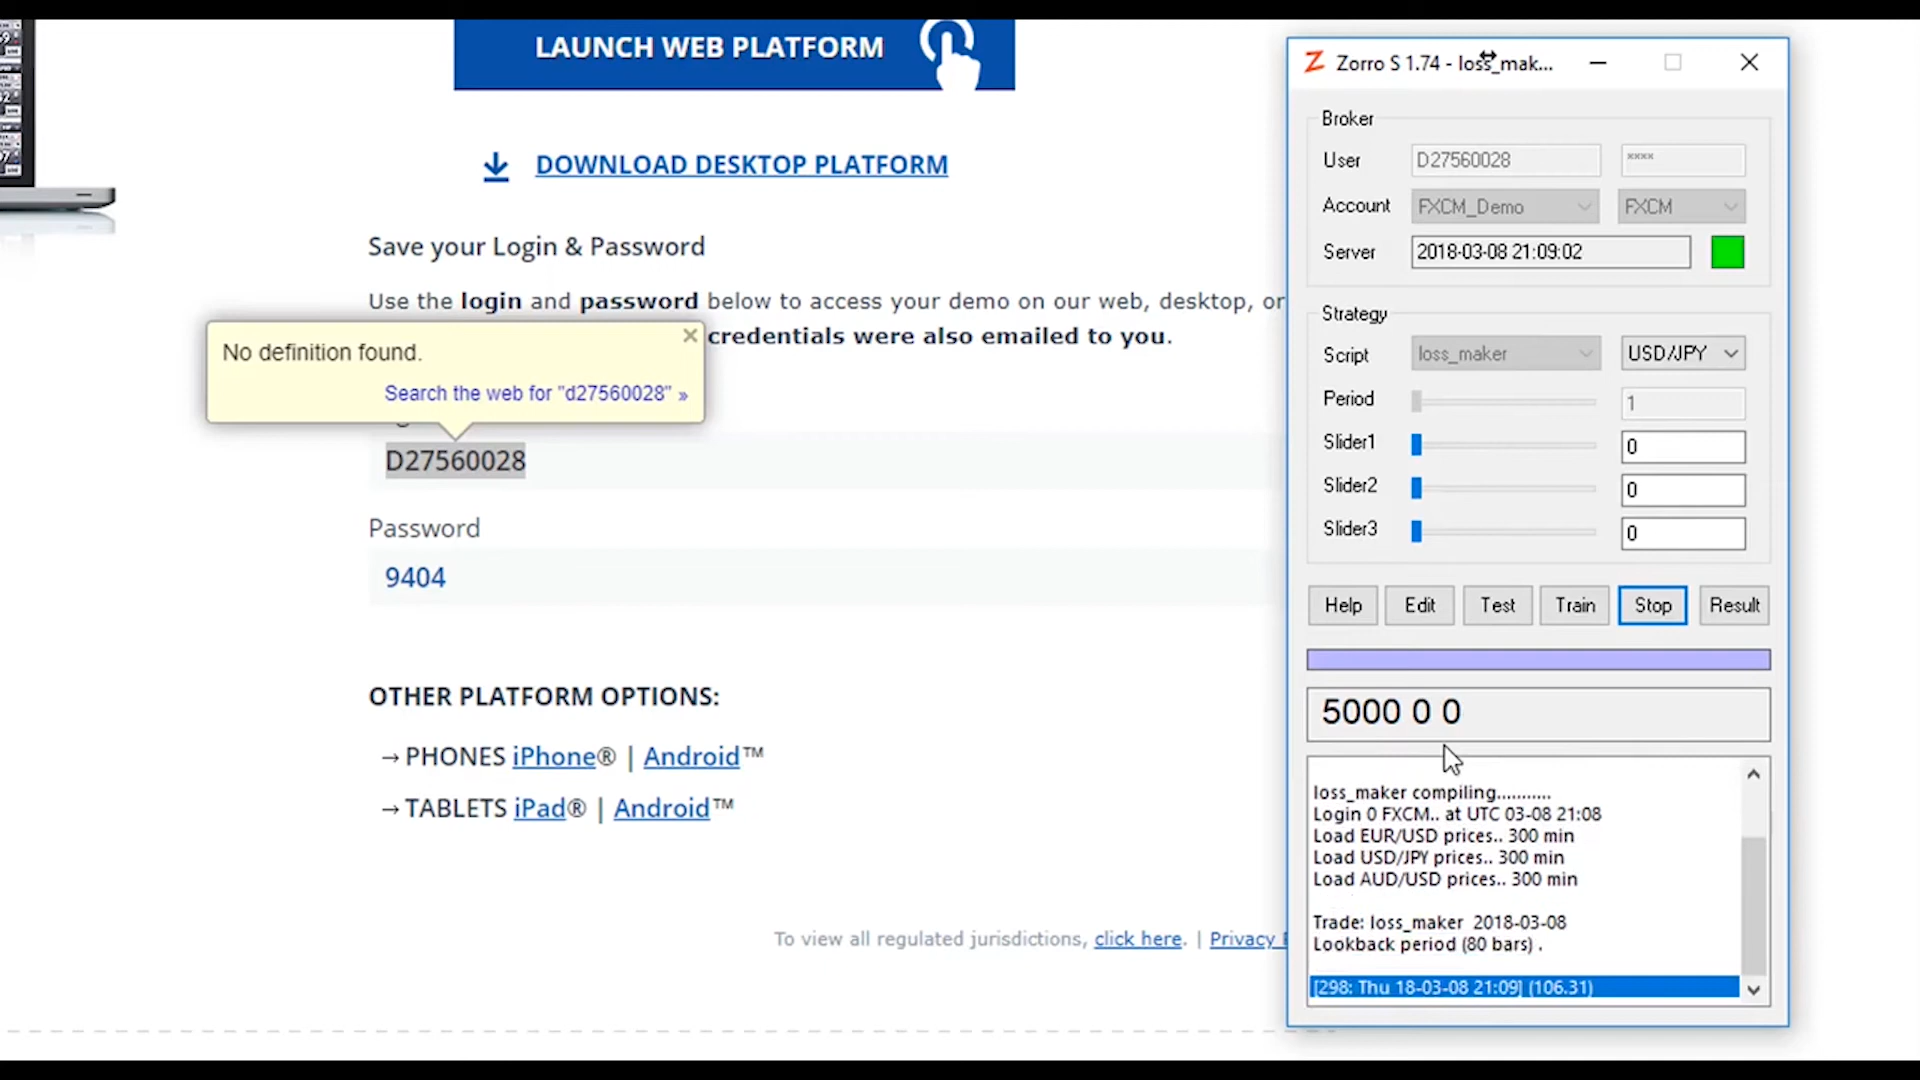 LAUNCH WEB PLATFORM
DOWNLOAD DESKTOP PLATFORM
Save your Login & Password
Use the login and password below to access your demo on our web, desktop, or
credentials were also emailed to you.
No definition found.
Search the web for "d27560028" »
D27560028
Password
9404
OTHER PLATFORM OPTIONS:
→ PHONES iPhone® | Android™
→ TABLETS iPad® | Android™
To view all regulated jurisdictions, click here. | Privacy
Zorro S 1.74 - loss_mak...
Broker
User D27560028 ****
Account FXCM_Demo FXCM
Server 2018-03-08 21:09:02
Strategy
Script loss_maker USD/JPY
Period 1
Slider1 0
Slider2 0
Slider3 0
Help Edit Test Train Stop Result
5000 0 0
loss_maker compiling...........
Login 0 FXCM.. at UTC 03-08 21:08
Load EUR/USD prices.. 300 min
Load USD/JPY prices.. 300 min
Load AUD/USD prices.. 300 min
Trade: loss_maker 2018-03-08
Lookback period (80 bars) .
[298: Thu 18-03-08 21:09] (106.31)